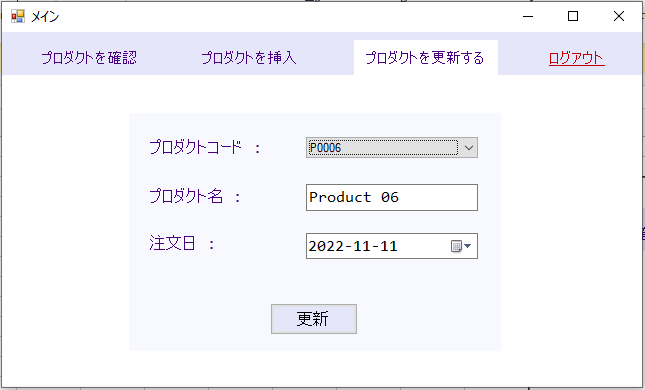 メイン
プロダクトを確認 プロダクトを挿入 プロダクトを更新する ログアウト
プロダクトコード : P0006
プロダクト名 : Product 06
注文日 : 2022-11-11
更新